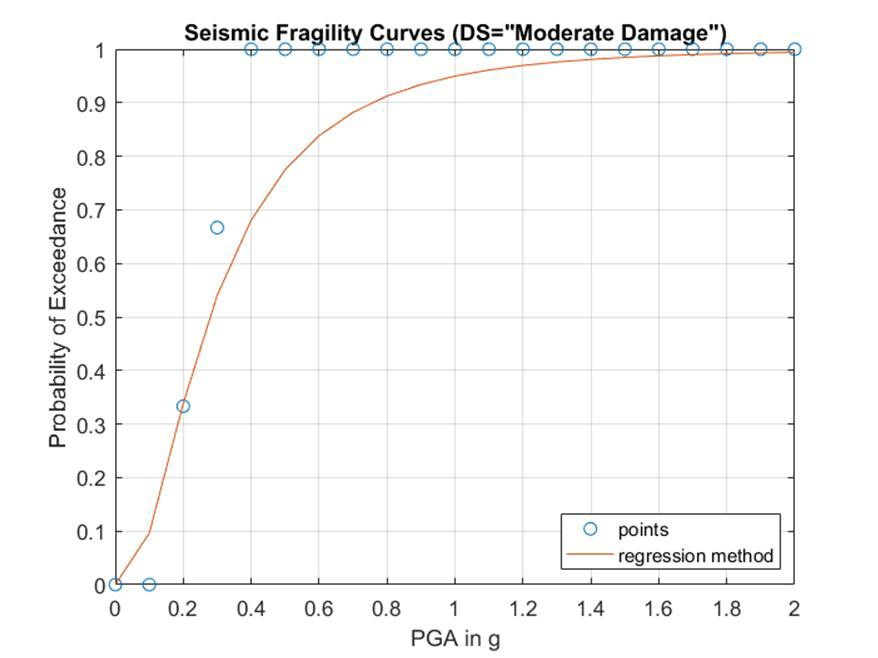 Seismic Fragility Curves (DS="Moderate Damage")
1
0.9
0.8
0.7
0.6
0.5
0.4
0.3
0.2
0.1
0
Probability of Exceedance
points
regression method
0 0.2 0.4 0.6 0.8 1 1.2 1.4 1.6 1.8 2
PGA in g